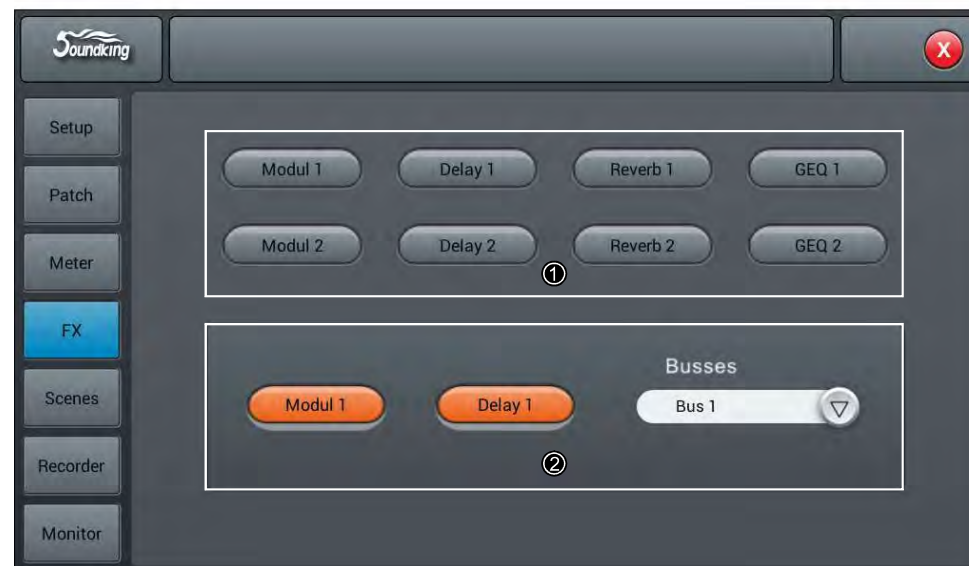 Soundking
X
Setup
Patch
Meter
FX
Scenes
Recorder
Monitor
Modul 1 Delay 1 Reverb 1 GEQ 1
Modul 2 Delay 2 Reverb 2 GEQ 2
①
Busses
Modul 1 Delay 1 Bus 1
②